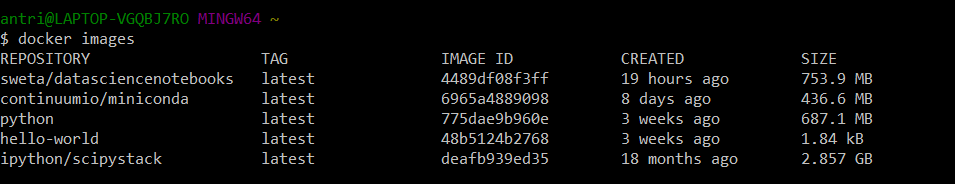 antri@LAPTOP-VGQBJ7RO MINGW64 ~
$ docker images
REPOSITORY TAG IMAGE ID CREATED SIZE
sweta/datasciencenotebooks latest 4489df08f3ff 19 hours ago 753.9 MB
continuumio/miniconda latest 6965a4889098 8 days ago 436.6 MB
python latest 775dae9b960e 3 weeks ago 687.1 MB
hello-world latest 48b5124b2768 3 weeks ago 1.84 kB
ipython/scipystack latest deafb939ed35 18 months ago 2.857 GB